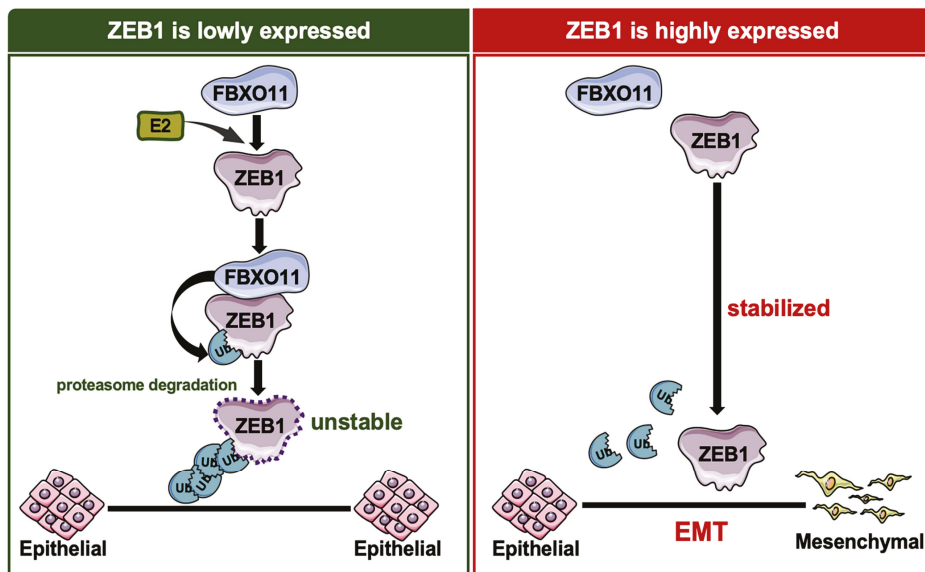 ZEB1 is lowly expressed
FBXO11
E2
ZEB1
FBXO11
ZEB1
Ub
proteasome degradation
ZEB1
unstable
Ub
Ub
Ub
Ub
Epithelial
Epithelial
ZEB1 is highly expressed
FBXO11
ZEB1
stabilized
Ub
Ub
Ub
ZEB1
Epithelial
EMT
Mesenchymal